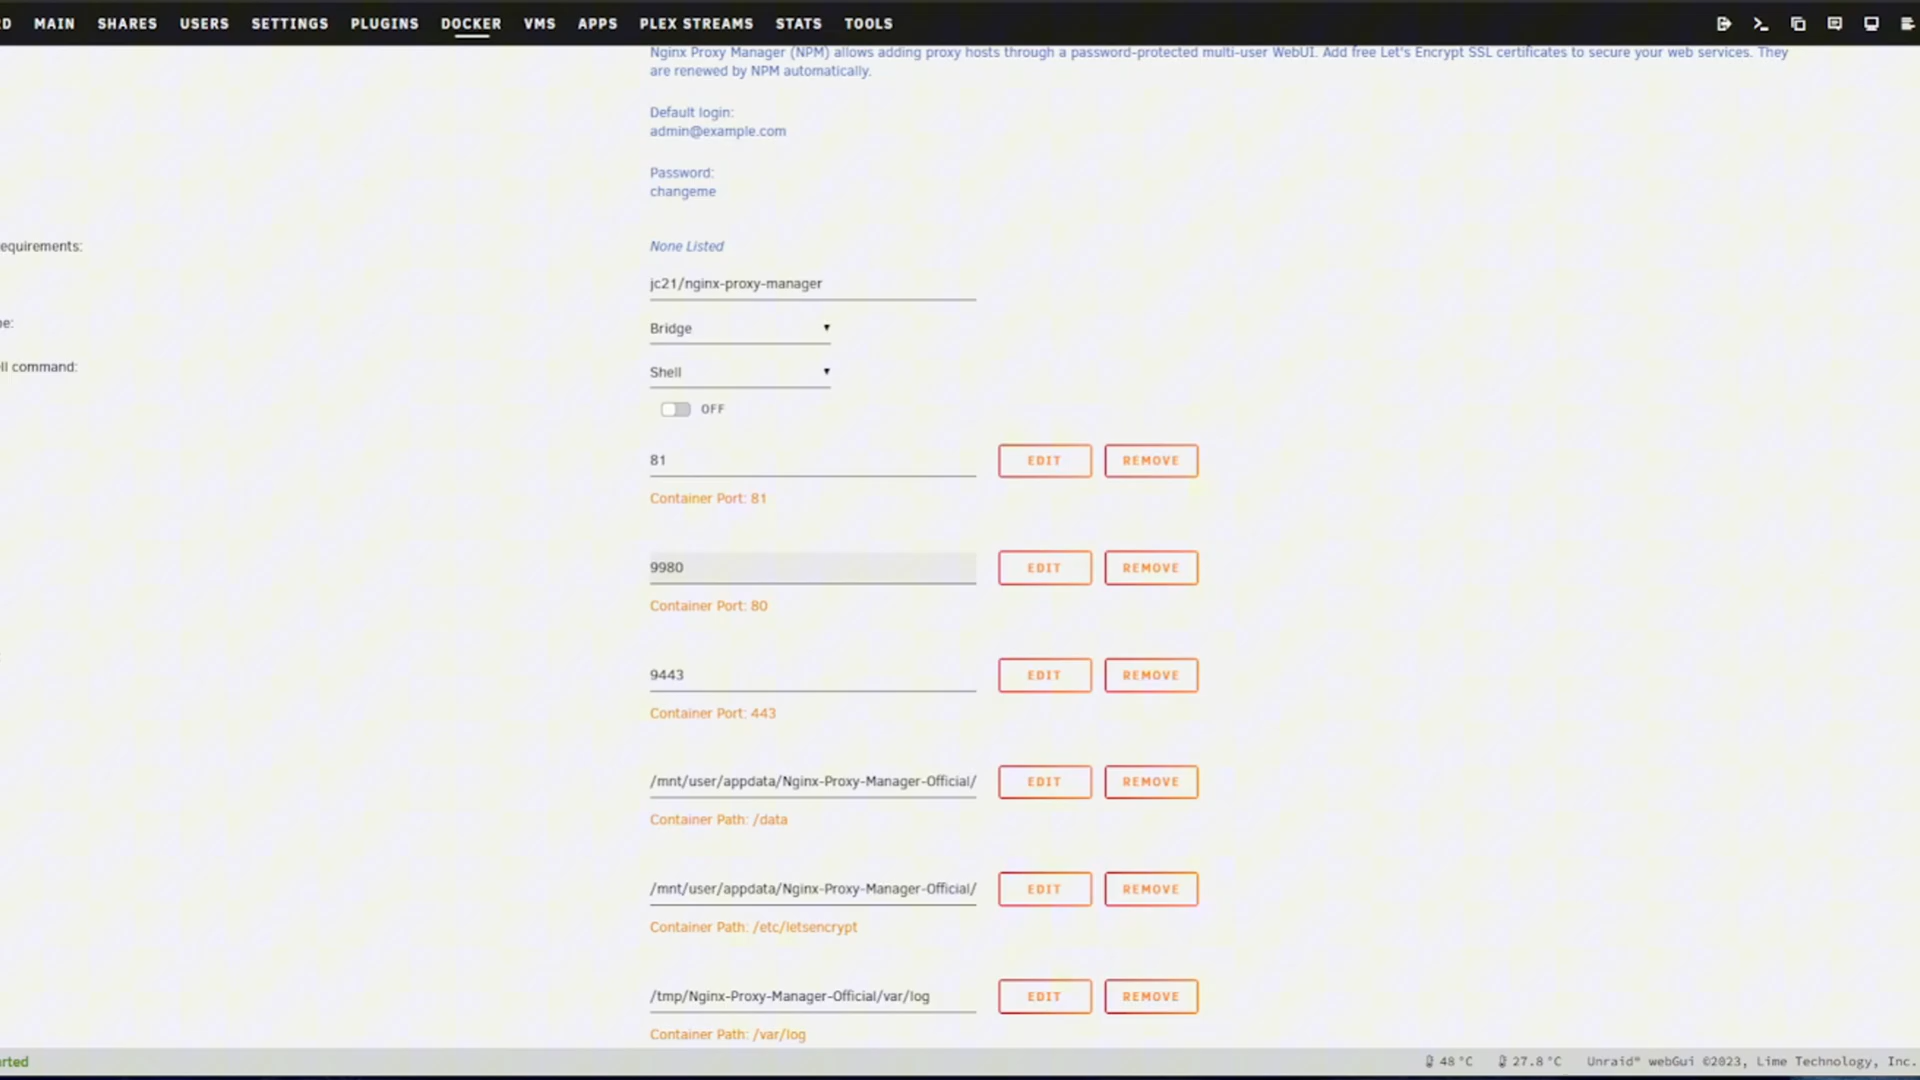 D MAIN SHARES USERS SETTINGS PLUGINS DOCKER VMS APPS PLEX STREAMS STATS TOOLS
Nginx Proxy Manager (NPM) allows adding proxy hosts through a password-protected multi-user WebUI. Add free Let's Encrypt SSL certificates to secure your web services. They
are renewed by NPM automatically.
Default login:
admin@example.com
Password:
changeme
equirements:
None Listed
jc21/nginx-proxy-manager
pe:
Bridge
ll command:
Shell
OFF
81 EDIT REMOVE
Container Port: 81
9980 EDIT REMOVE
Container Port: 80
9443 EDIT REMOVE
Container Port: 443
/mnt/user/appdata/Nginx-Proxy-Manager-Official/ EDIT REMOVE
Container Path: /data
/mnt/user/appdata/Nginx-Proxy-Manager-Official/ EDIT REMOVE
Container Path: /etc/letsencrypt
/tmp/Nginx-Proxy-Manager-Official/var/log EDIT REMOVE
Container Path: /var/log
arted 48 °C 27.8 °C Unraid® webGui ©2023, Lime Technology, Inc.